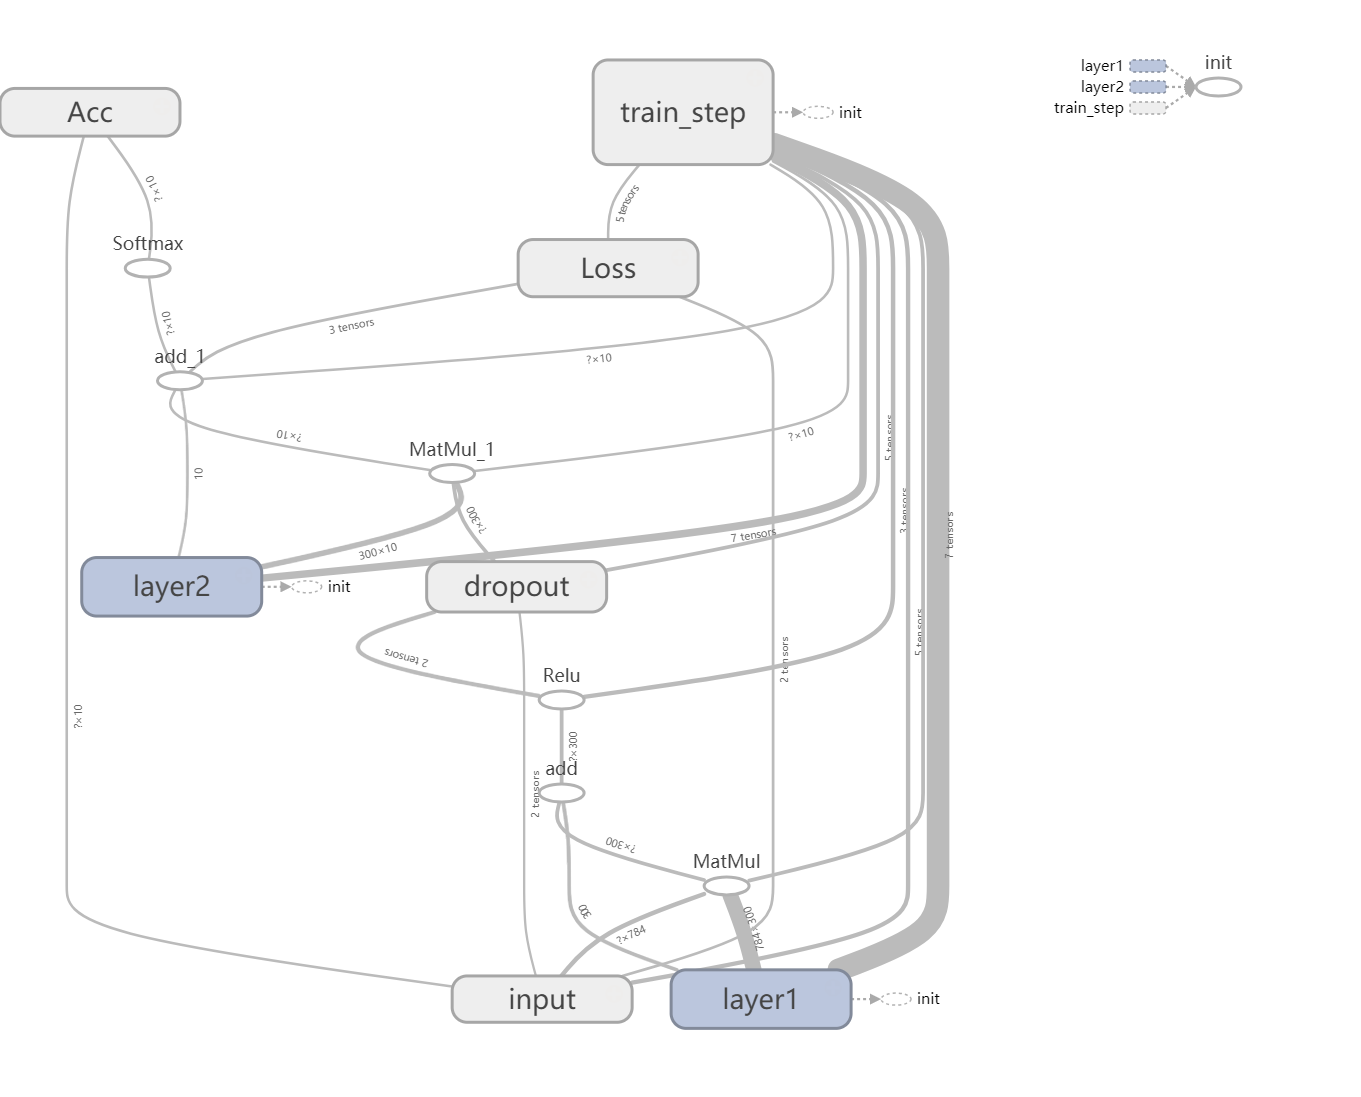 layer1
init
layer2
train_step
train_step
init
Acc
?×10
5 tensors
Softmax
Loss
?×10
3 tensors
add_1
?×10
?×10
?×10
MatMul_1
5 tensors
10
?×300
3 tensors
7 tensors
7 tensors
300×10
layer2
init
dropout
5 tensors
2 tensors
2 tensors
Relu
?×10
?×300
add
2 tensors
?×300
MatMul
300
784×300
?×784
input
layer1
init